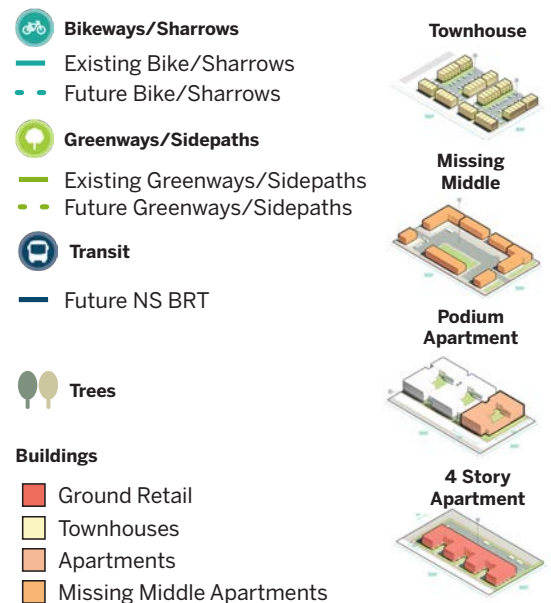 Bikeways/Sharrows
Existing Bike/Sharrows
Future Bike/Sharrows
Greenways/Sidepaths
Existing Greenways/Sidepaths
Future Greenways/Sidepaths
Transit
Future NS BRT
Trees
Buildings
Ground Retail
Townhouses
Apartments
Missing Middle Apartments
Townhouse
Missing
Middle
Podium
Apartment
4 Story
Apartment